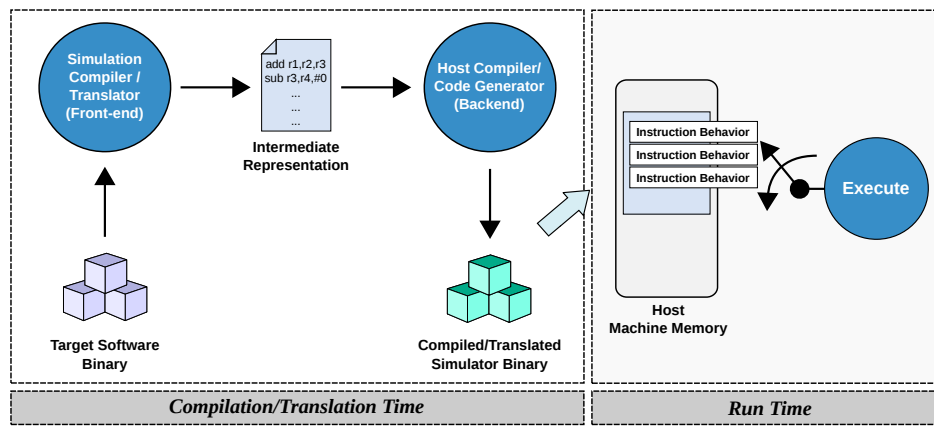 Simulation
Compiler /
Translator
(Front-end)
add r1,r2,r3
sub r3,r4,#0
...
...
...
Intermediate
Representation
Host Compiler/
Code Generator
(Backend)
Target Software
Binary
Compiled/Translated
Simulator Binary
Compilation/Translation Time
Instruction Behavior
Instruction Behavior
Instruction Behavior
Execute
Host
Machine Memory
Run Time